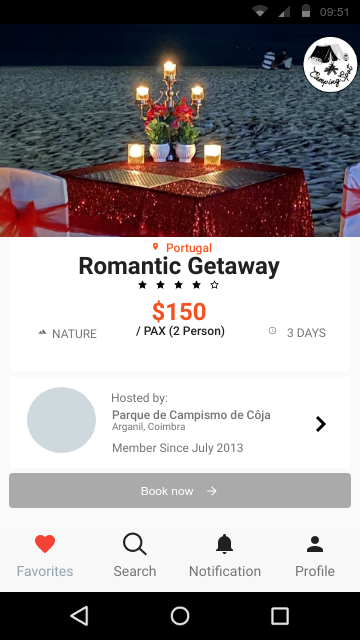 09:51
Camping Spot
Portugal
Romantic Getaway
$150
/ PAX (2 Person)
NATURE
3 DAYS
Hosted by:
Parque de Campismo de Côja
Arganil, Coimbra
Member Since July 2013
Book now
Favorites
Search
Notification
Profile